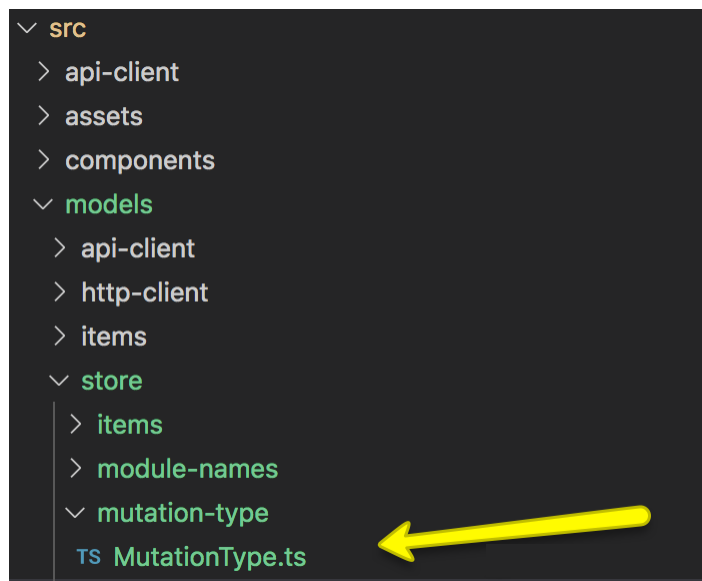 src
api-client
assets
components
models
api-client
http-client
items
store
items
module-names
mutation-type
TS MutationType.ts